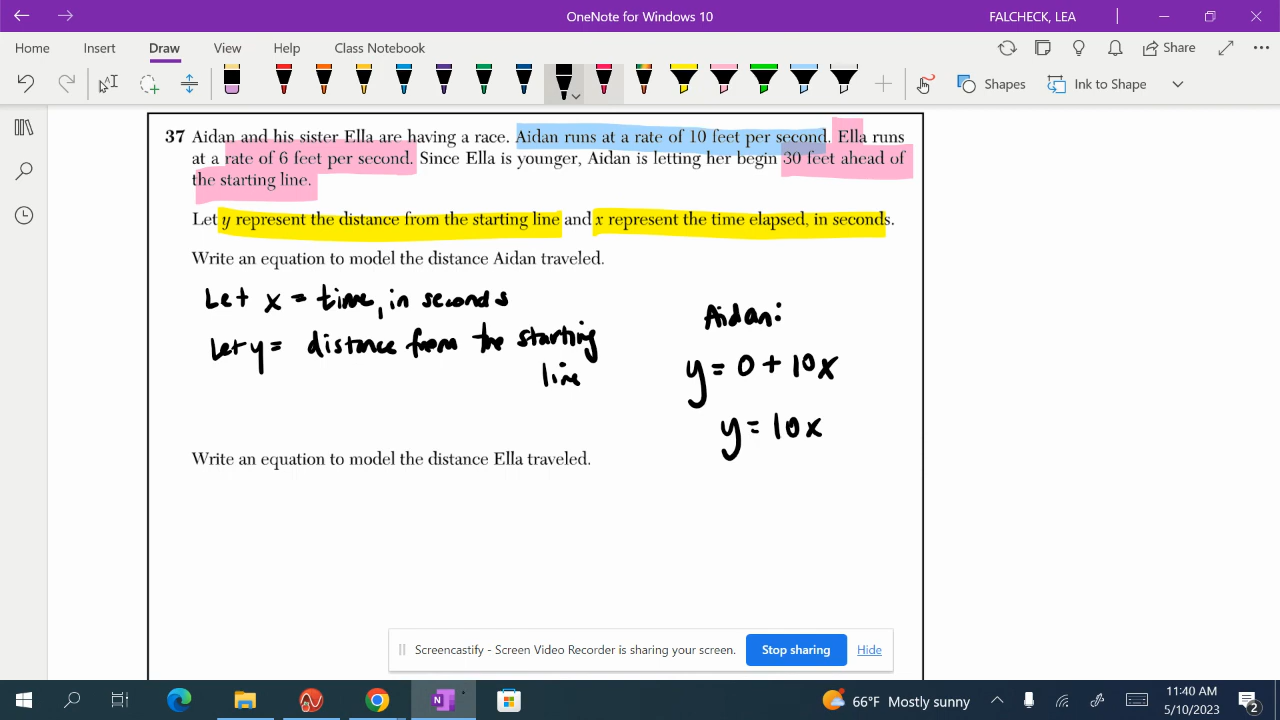 OneNote for Windows 10
FALCHECK, LEA
Home Insert Draw View Help Class Notebook
Share
Shapes
Ink to Shape
37 Aidan and his sister Ella are having a race. Aidan runs at a rate of 10 feet per second. Ella runs
at a rate of 6 feet per second. Since Ella is younger, Aidan is letting her begin 30 feet ahead of
the starting line.
Let y represent the distance from the starting line and x represent the time elapsed, in seconds.
Write an equation to model the distance Aidan traveled.
Let x = time, in seconds
Let y = distance from the starting
line
Aidan:
y = 0 + 10x
y = 10x
Write an equation to model the distance Ella traveled.
Screencastify - Screen Video Recorder is sharing your screen.
Stop sharing
Hide
66°F Mostly sunny
11:40 AM
5/10/2023
2